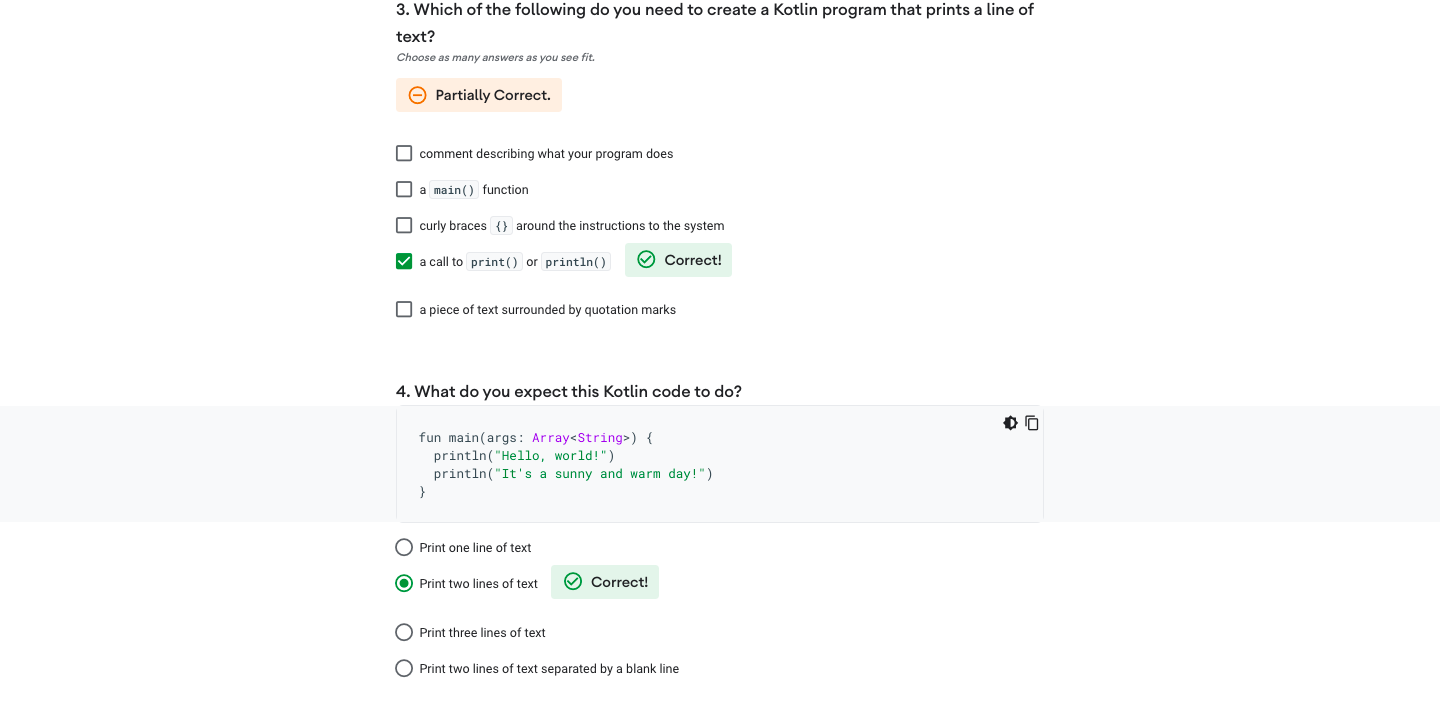 3. Which of the following do you need to create a Kotlin program that prints a line of
text?
Choose as many answers as you see fit.
Partially Correct.
comment describing what your program does
a main() function
curly braces {} around the instructions to the system
a call to print() or println() Correct!
a piece of text surrounded by quotation marks
4. What do you expect this Kotlin code to do?
fun main(args: Array<String>) {
  println("Hello, world!")
  println("It's a sunny and warm day!")
}
Print one line of text
Print two lines of text Correct!
Print three lines of text
Print two lines of text separated by a blank line